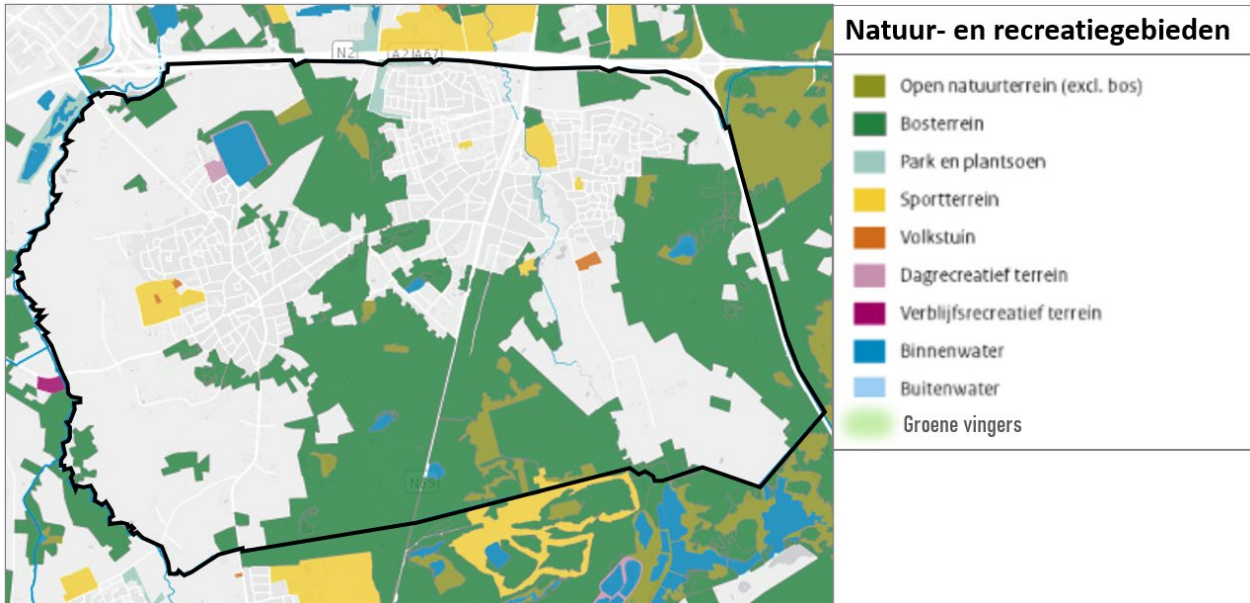 N2
A2|A67
N69
Natuur- en recreatiegebieden
Open natuurterrein (excl. bos)
Bosterrein
Park en plantsoen
Sportterrein
Volkstuin
Dagrecreatief terrein
Verblijfsrecreatief terrein
Binnenwater
Buitenwater
Groene vingers